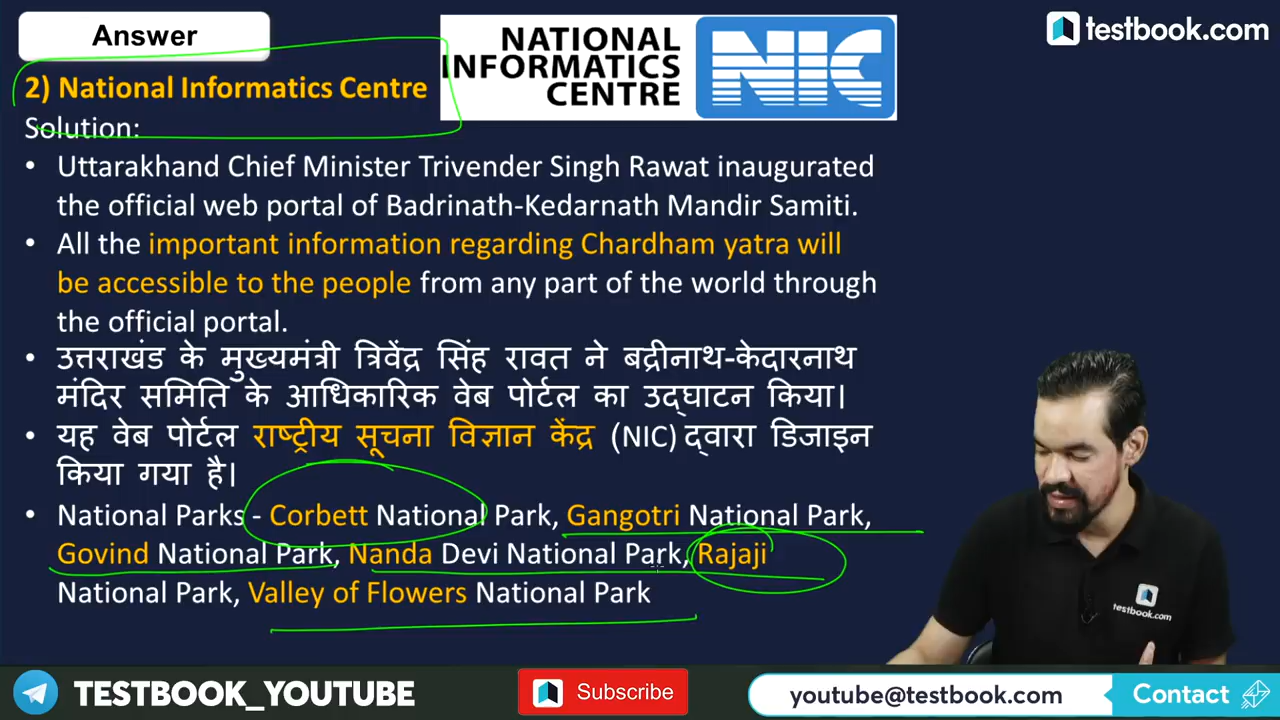 Answer
NATIONAL
INFORMATICS
CENTRE
NIC
testbook.com
2) National Informatics Centre
Solution:
• Uttarakhand Chief Minister Trivender Singh Rawat inaugurated
the official web portal of Badrinath-Kedarnath Mandir Samiti.
• All the important information regarding Chardham yatra will
be accessible to the people from any part of the world through
the official portal.
• उत्तराखंड के मुख्यमंत्री त्रिवेंद्र सिंह रावत ने बद्रीनाथ-केदारनाथ
मंदिर समिति के आधिकारिक वेब पोर्टल का उद्घाटन किया।
• यह वेब पोर्टल राष्ट्रीय सूचना विज्ञान केंद्र (NIC) द्वारा डिजाइन
किया गया है।
• National Parks - Corbett National Park, Gangotri National Park,
Govind National Park, Nanda Devi National Park, Rajaji
National Park, Valley of Flowers National Park
testbook.com
TESTBOOK_YOUTUBE
Subscribe
youtube@testbook.com
Contact